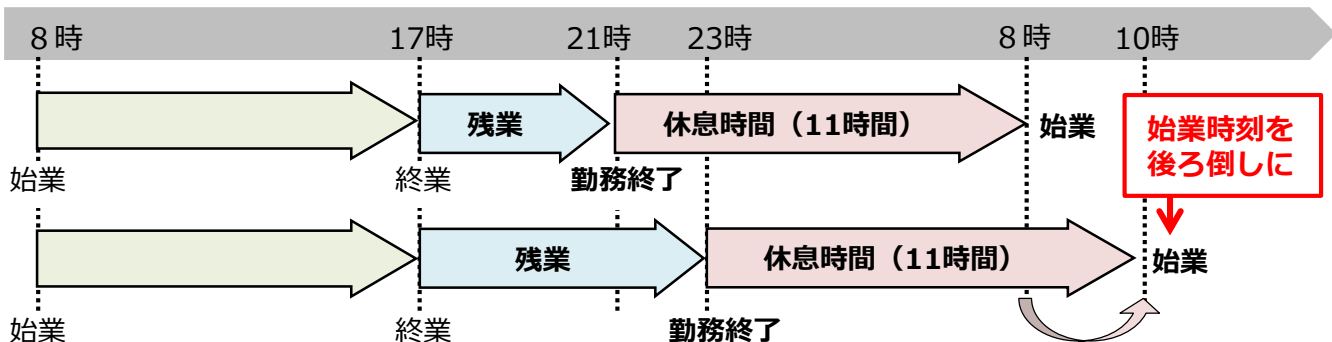 ８時 17時 21時 23時 ８時 10時
残業 休息時間（11時間） 始業
始業時刻を
後ろ倒しに
始業 終業 勤務終了
残業 休息時間（11時間） 始業
始業 終業 勤務終了